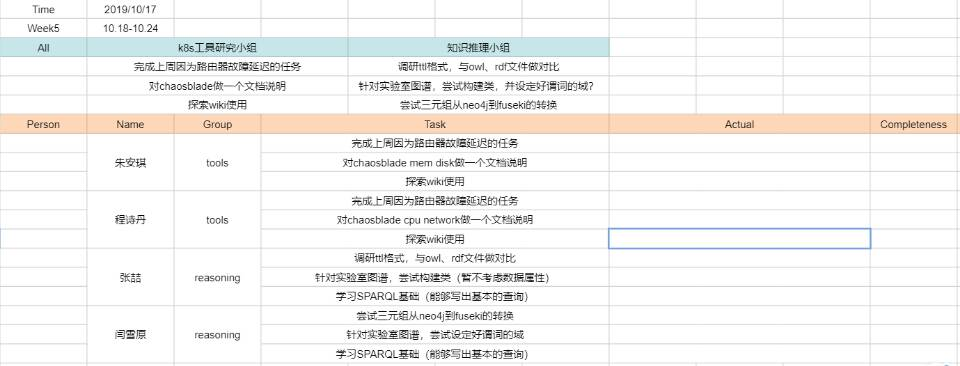 Time 2019/10/17
Week5 10.18-10.24
All k8s工具研究小组 知识推理小组
完成上周因为路由器故障延迟的任务 调研ttl格式，与owl、rdf文件做对比
对chaosblade做一个文档说明 针对实验室图谱，尝试构建类，并设定好谓词的域?
探索wiki使用 尝试三元组从neo4j到fuseki的转换
Person Name Group Task Actual Completeness
完成上周因为路由器故障延迟的任务
朱安琪 tools 对chaosblade mem disk做一个文档说明
探索wiki使用
完成上周因为路由器故障延迟的任务
程诗丹 tools 对chaosblade cpu network做一个文档说明
探索wiki使用
调研ttl格式，与owl、rdf文件做对比
张喆 reasoning 针对实验室图谱，尝试构建类（暂不考虑数据属性）
学习SPARQL基础（能够写出基本的查询）
尝试三元组从neo4j到fuseki的转换
闫雪原 reasoning 针对实验室图谱，尝试设定好谓词的域
学习SPARQL基础（能够写出基本的查询）